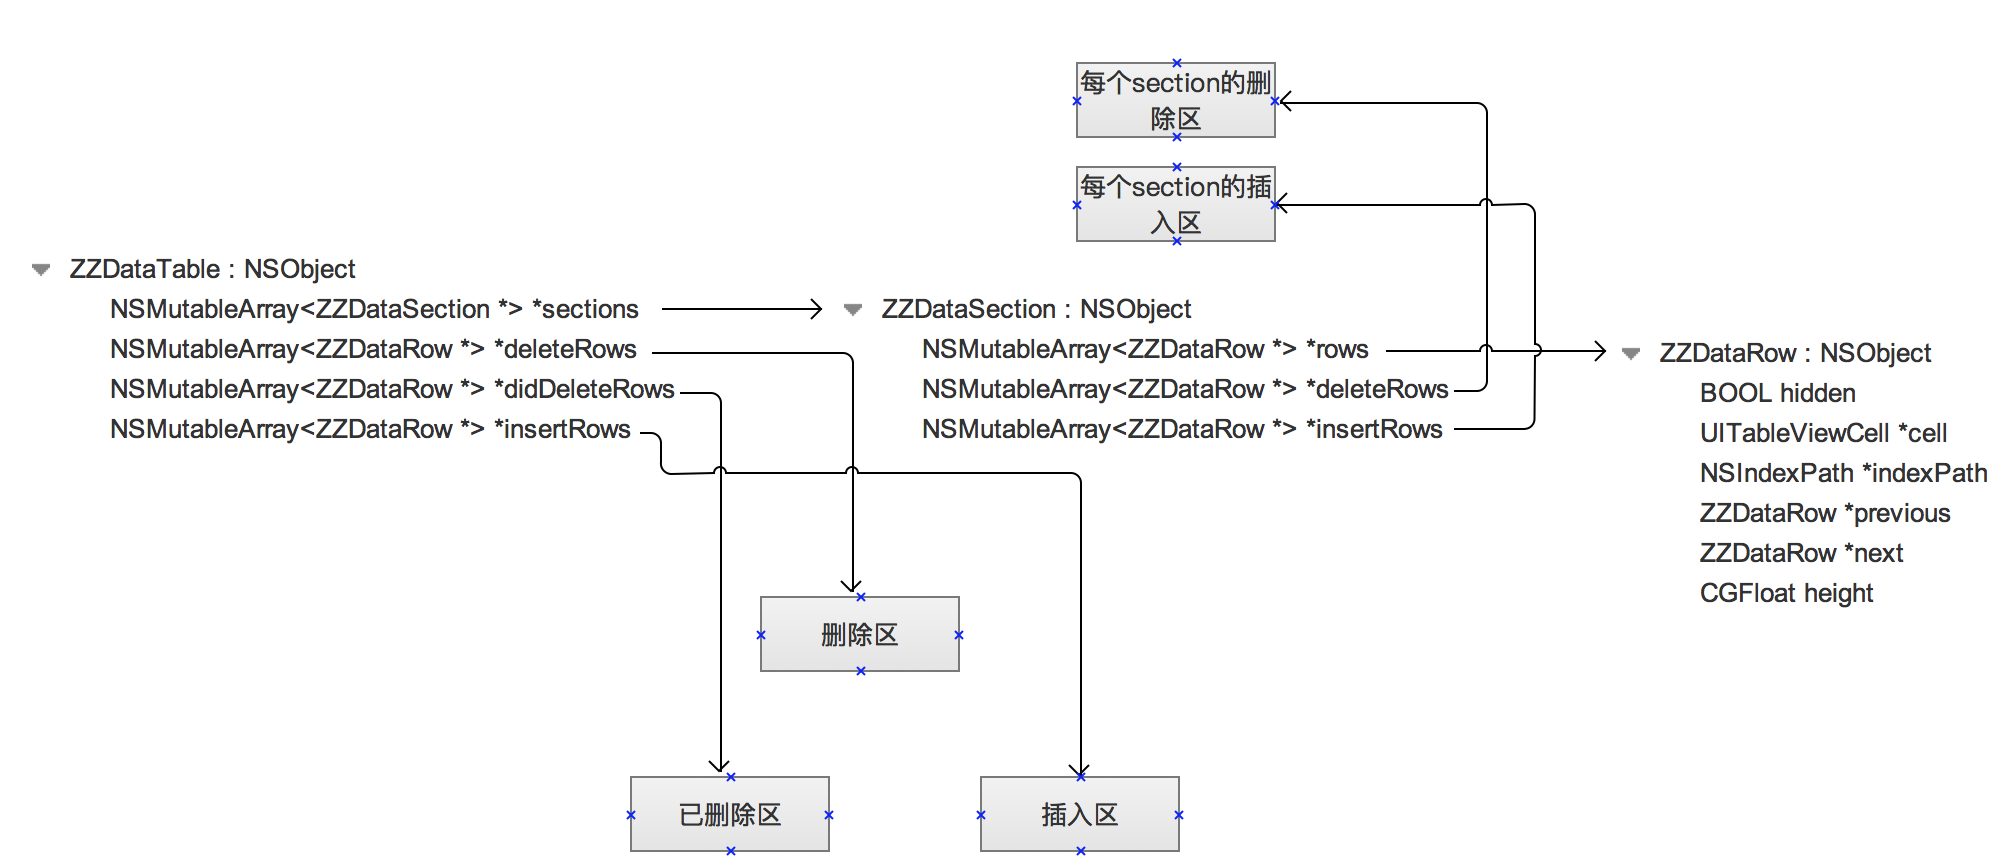 每个section的删
除区
每个section的插
入区
ZZDataTable : NSObject
NSMutableArray<ZZDataSection *> *sections
NSMutableArray<ZZDataRow *> *deleteRows
NSMutableArray<ZZDataRow *> *didDeleteRows
NSMutableArray<ZZDataRow *> *insertRows
ZZDataSection : NSObject
NSMutableArray<ZZDataRow *> *rows
NSMutableArray<ZZDataRow *> *deleteRows
NSMutableArray<ZZDataRow *> *insertRows
ZZDataRow : NSObject
BOOL hidden
UITableViewCell *cell
NSIndexPath *indexPath
ZZDataRow *previous
ZZDataRow *next
CGFloat height
删除区
已删除区
插入区